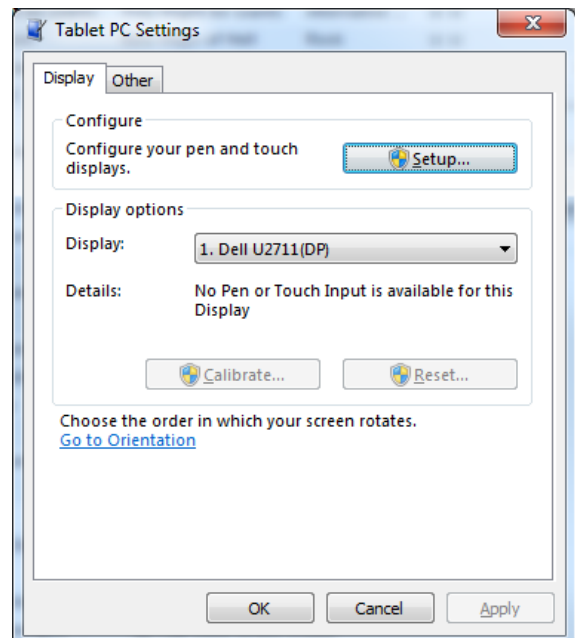 Tablet PC Settings
Display Other
Configure
Configure your pen and touch
displays.
Setup...
Display options
Display: 1. Dell U2711(DP)
Details: No Pen or Touch Input is available for this
Display
Calibrate... Reset...
Choose the order in which your screen rotates.
Go to Orientation
OK Cancel Apply